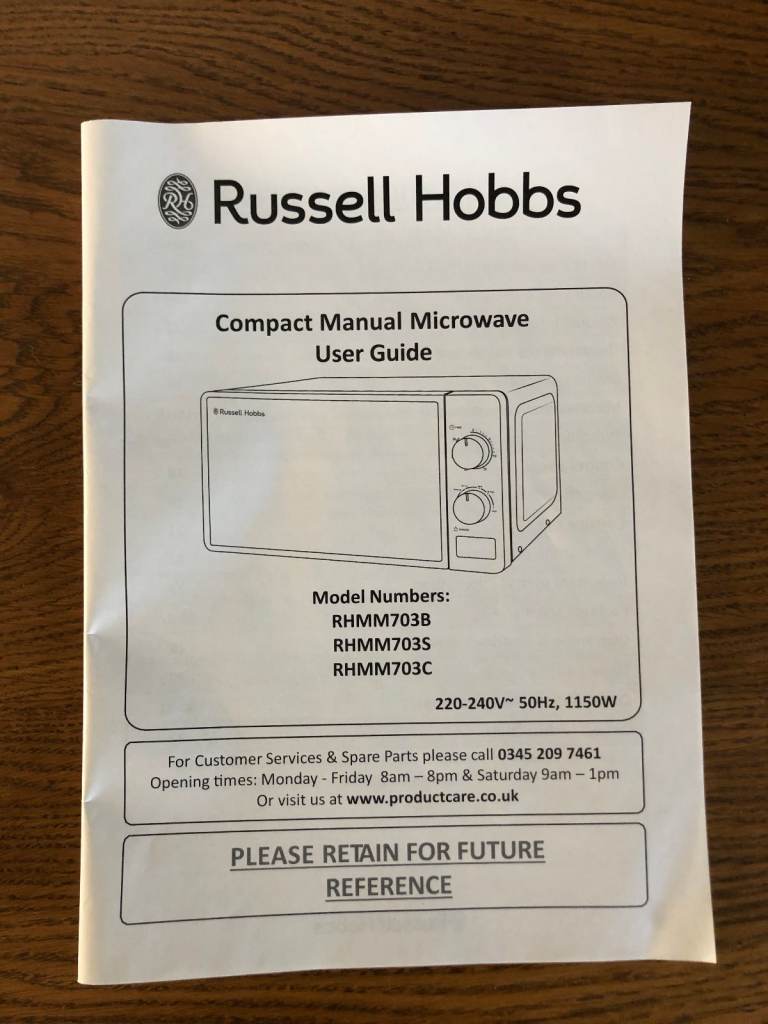 RH Russell Hobbs
Compact Manual Microwave
User Guide
Russell Hobbs
Model Numbers:
RHMM703B
RHMM703S
RHMM703C
220-240V~ 50Hz, 1150W
For Customer Services & Spare Parts please call 0345 209 7461
Opening times: Monday - Friday 8am – 8pm & Saturday 9am – 1pm
Or visit us at www.productcare.co.uk
PLEASE RETAIN FOR FUTURE
REFERENCE